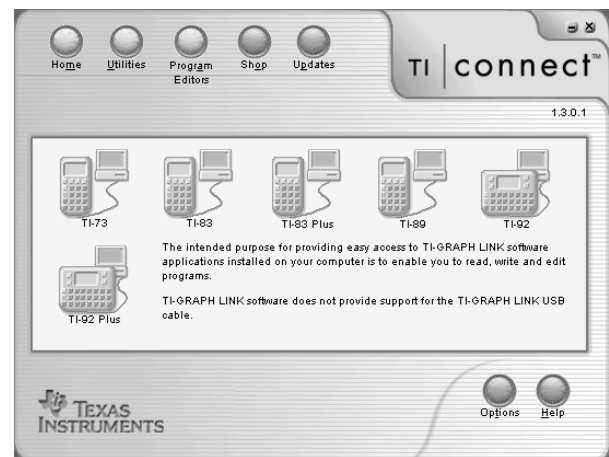 Home Utilities Program Editors Shop Updates
TI connect™
1.3.0.1
TI-73 TI-83 TI-83 Plus TI-89 TI-92
TI-92 Plus
The intended purpose for providing easy access to TI-GRAPH LINK software
applications installed on your computer is to enable you to read, write and edit
programs.
TI-GRAPH LINK software does not provide support for the TI-GRAPH LINK USB
cable.
TEXAS
INSTRUMENTS
Options Help